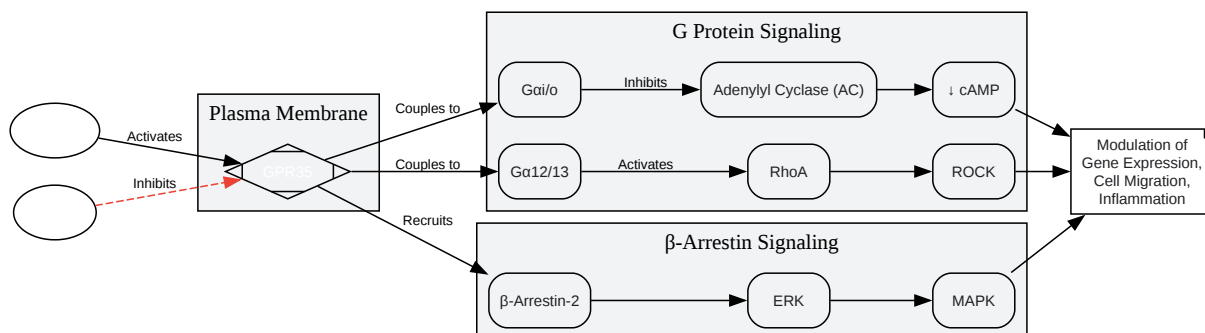 G Protein Signaling
Gαi/o
Inhibits
Adenylyl Cyclase (AC)
↓ cAMP
Plasma Membrane
Couples to
Activates
GPR35
Couples to
Gα12/13
Activates
RhoA
ROCK
Modulation of
Gene Expression,
Cell Migration,
Inflammation
Inhibits
Recruits
β-Arrestin Signaling
β-Arrestin-2
ERK
MAPK